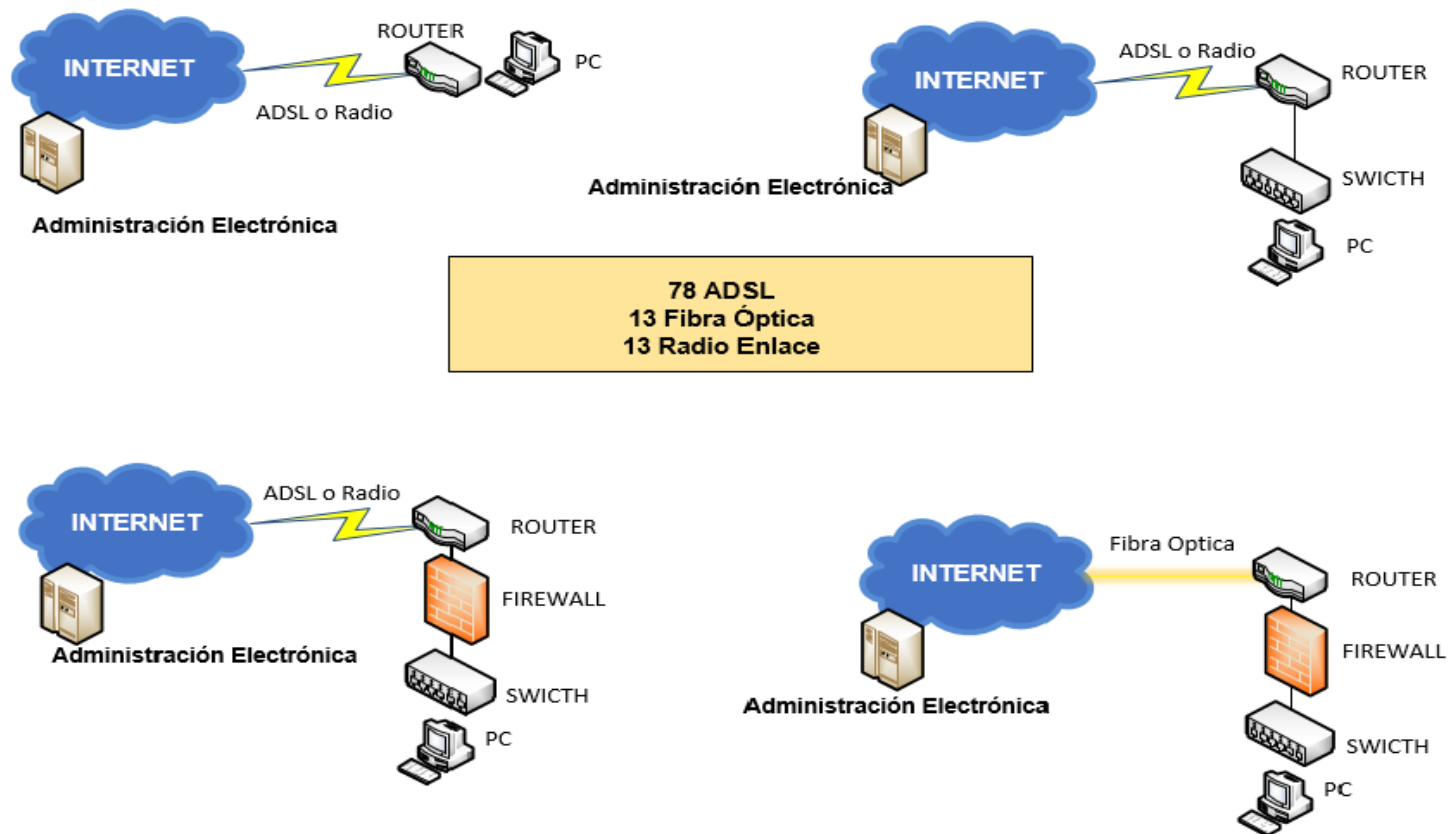 INTERNET
ROUTER
PC
ADSL o Radio
Administración Electrónica
INTERNET
ADSL o Radio
ROUTER
SWICTH
PC
Administración Electrónica
78 ADSL
13 Fibra Óptica
13 Radio Enlace
INTERNET
ADSL o Radio
ROUTER
FIREWALL
SWICTH
PC
Administración Electrónica
INTERNET
Fibra Optica
ROUTER
FIREWALL
SWICTH
PC
Administración Electrónica